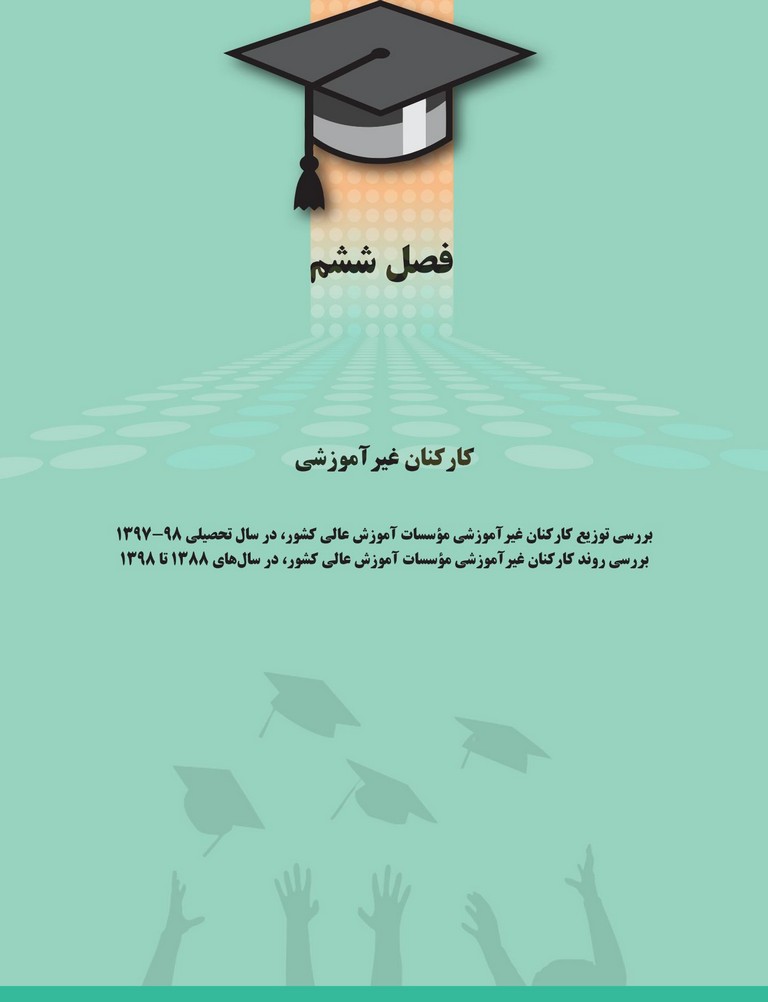 فصل ششم
کارکنان غیرآموزشی
بررسی توزیع کارکنان غیرآموزشی مؤسسات آموزش عالی کشور، در سال تحصیلی ۹۸-۱۳۹۷
بررسی روند کارکنان غیرآموزشی مؤسسات آموزش عالی کشور، در سال‌های ۱۳۸۸ تا ۱۳۹۸